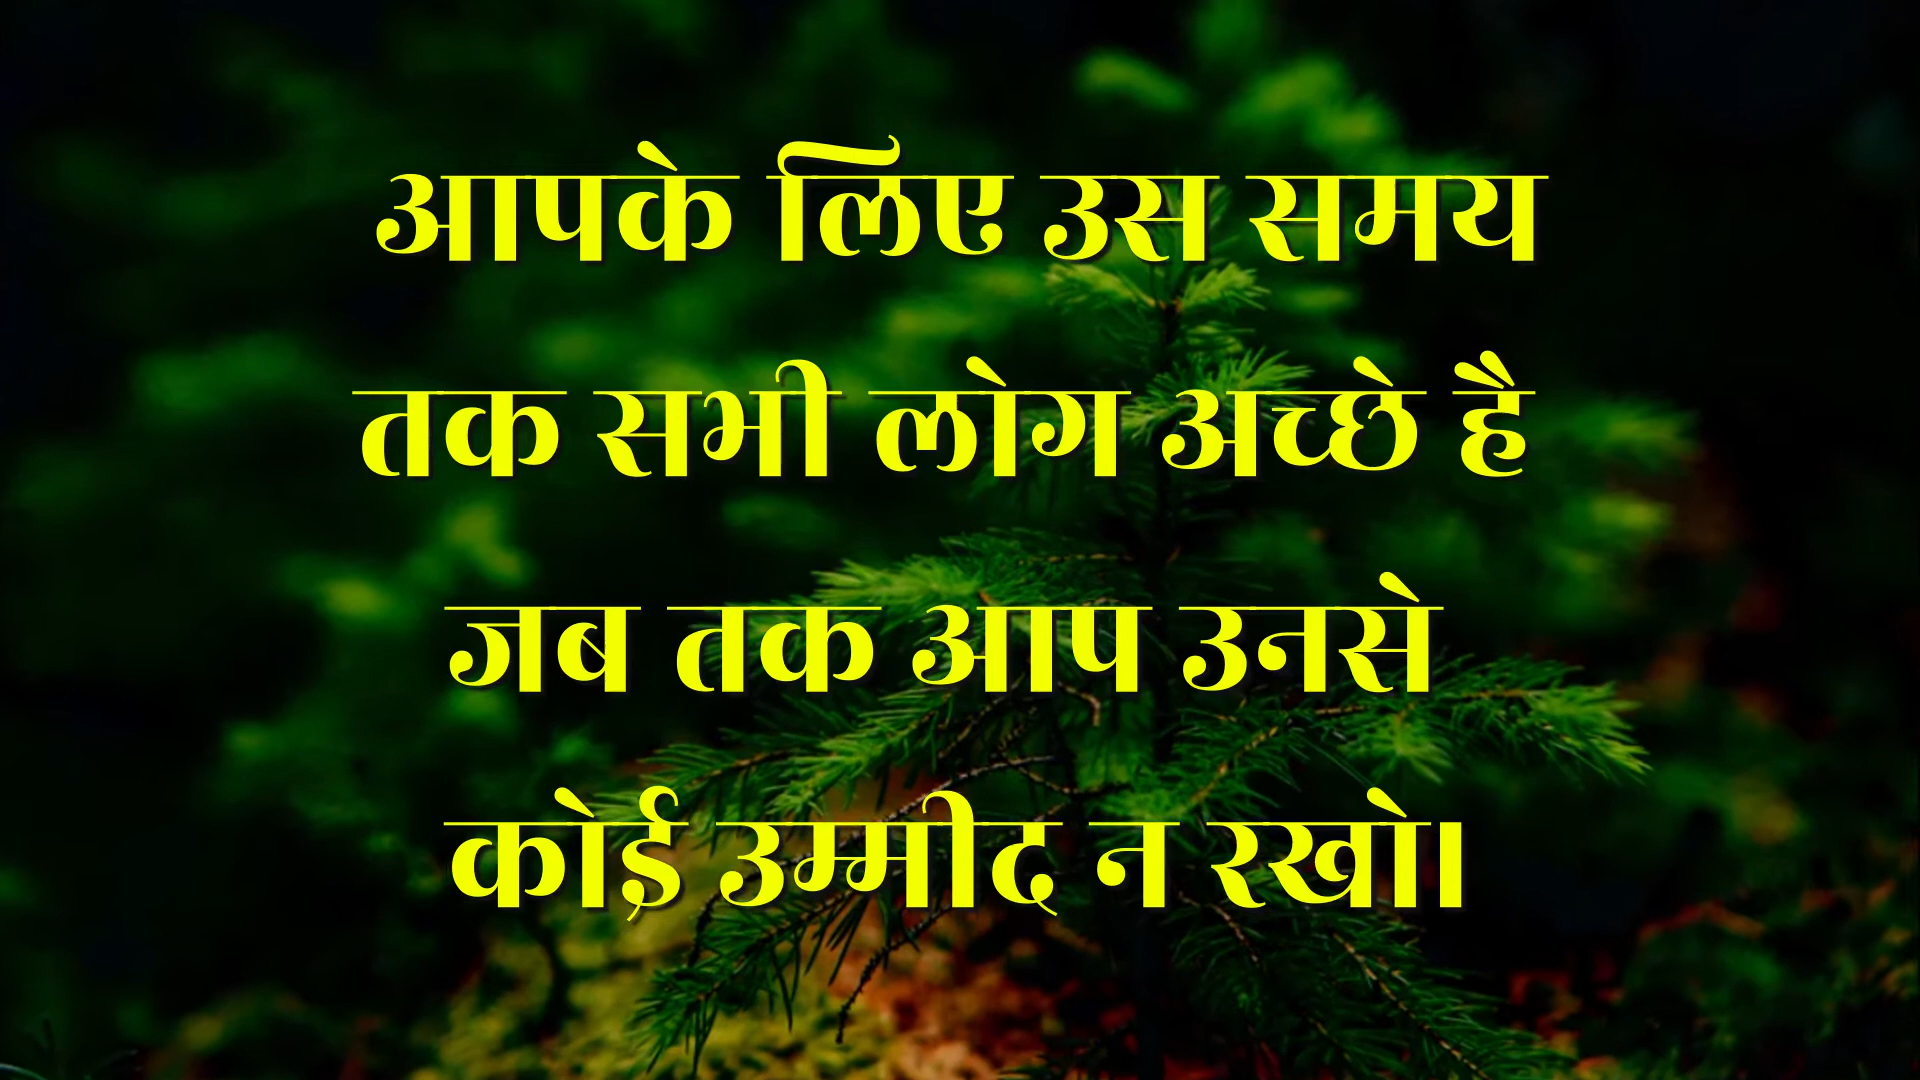 आपके लिए उस समय
तक सभी लोग अच्छे है
जब तक आप उनसे
कोई उम्मीद न रखो।